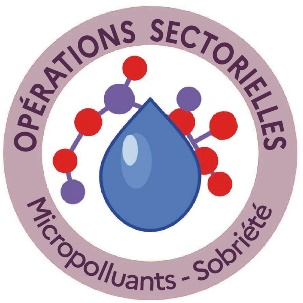 OPÉRATIONS SECTORIELLES
Micropolluants - Sobriété